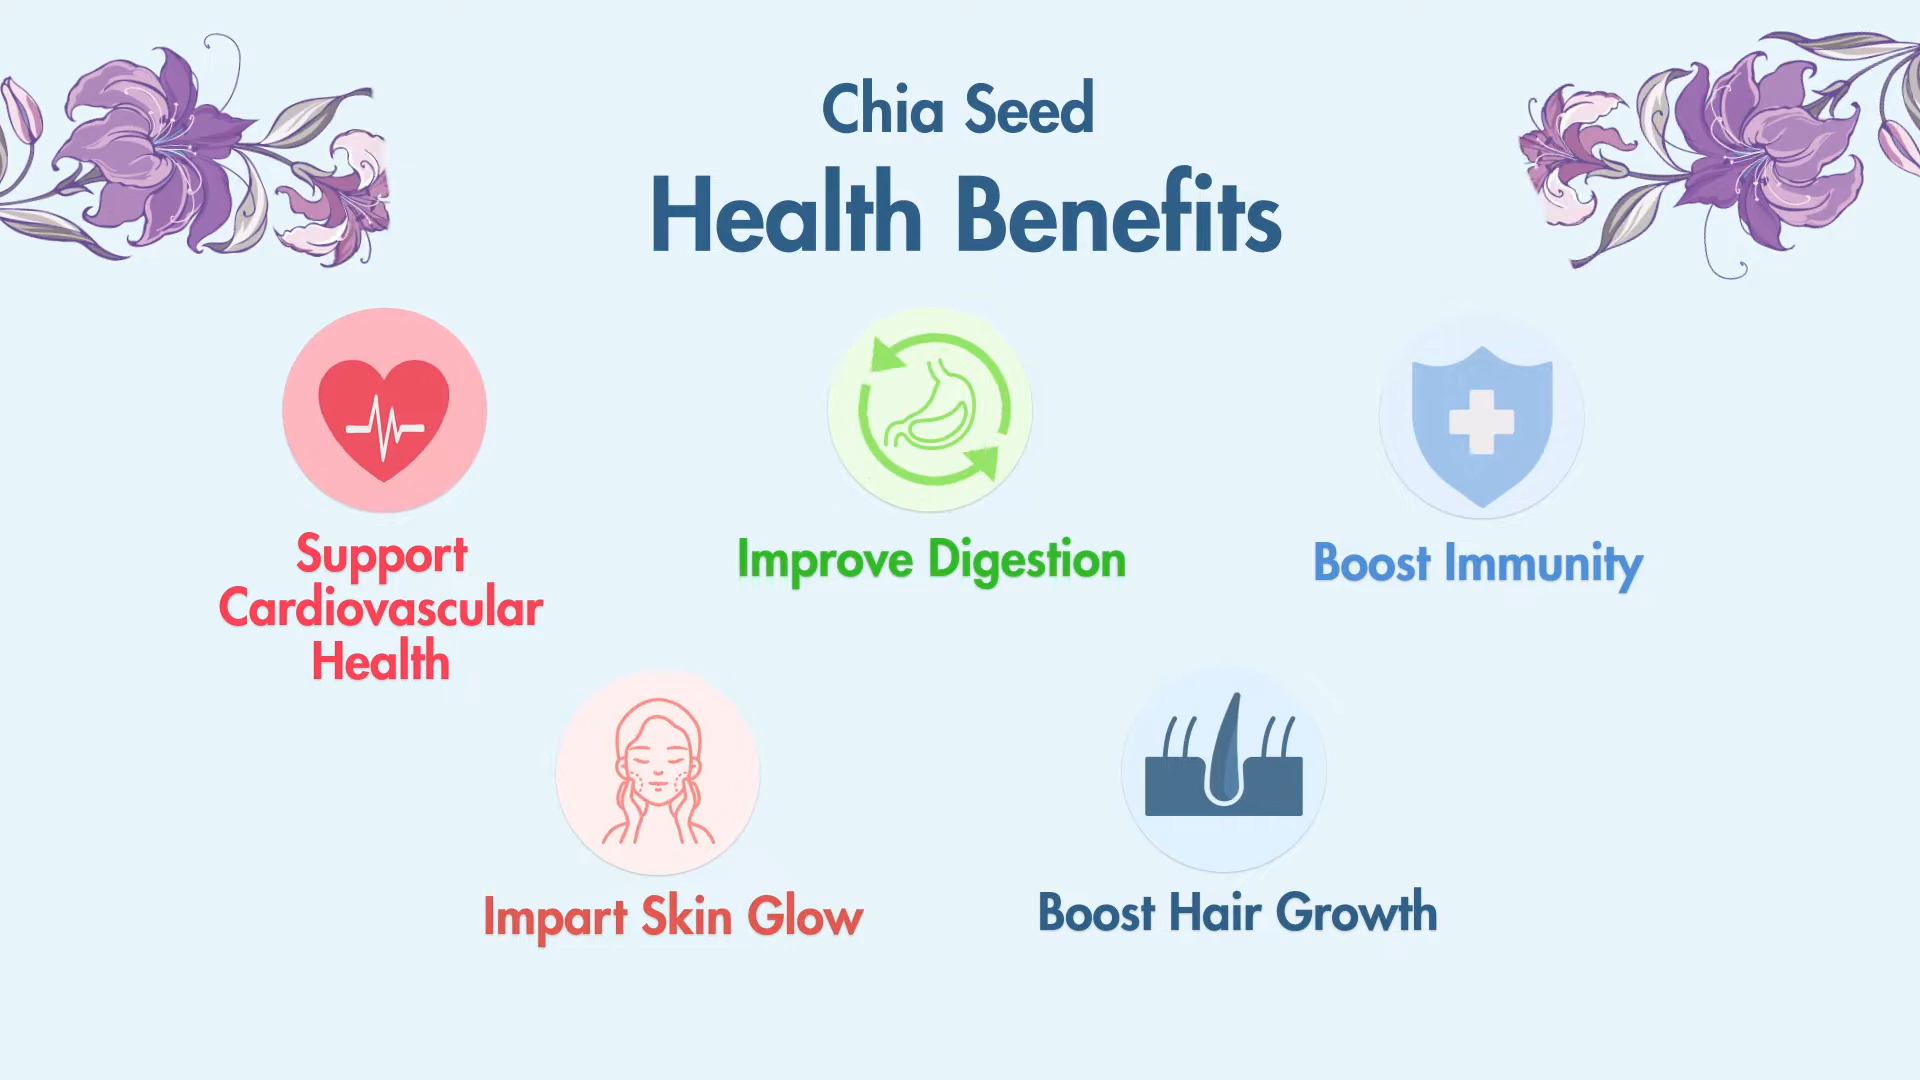 Chia Seed
Health Benefits
Support
Cardiovascular
Health
Improve Digestion
Boost Immunity
Impart Skin Glow
Boost Hair Growth